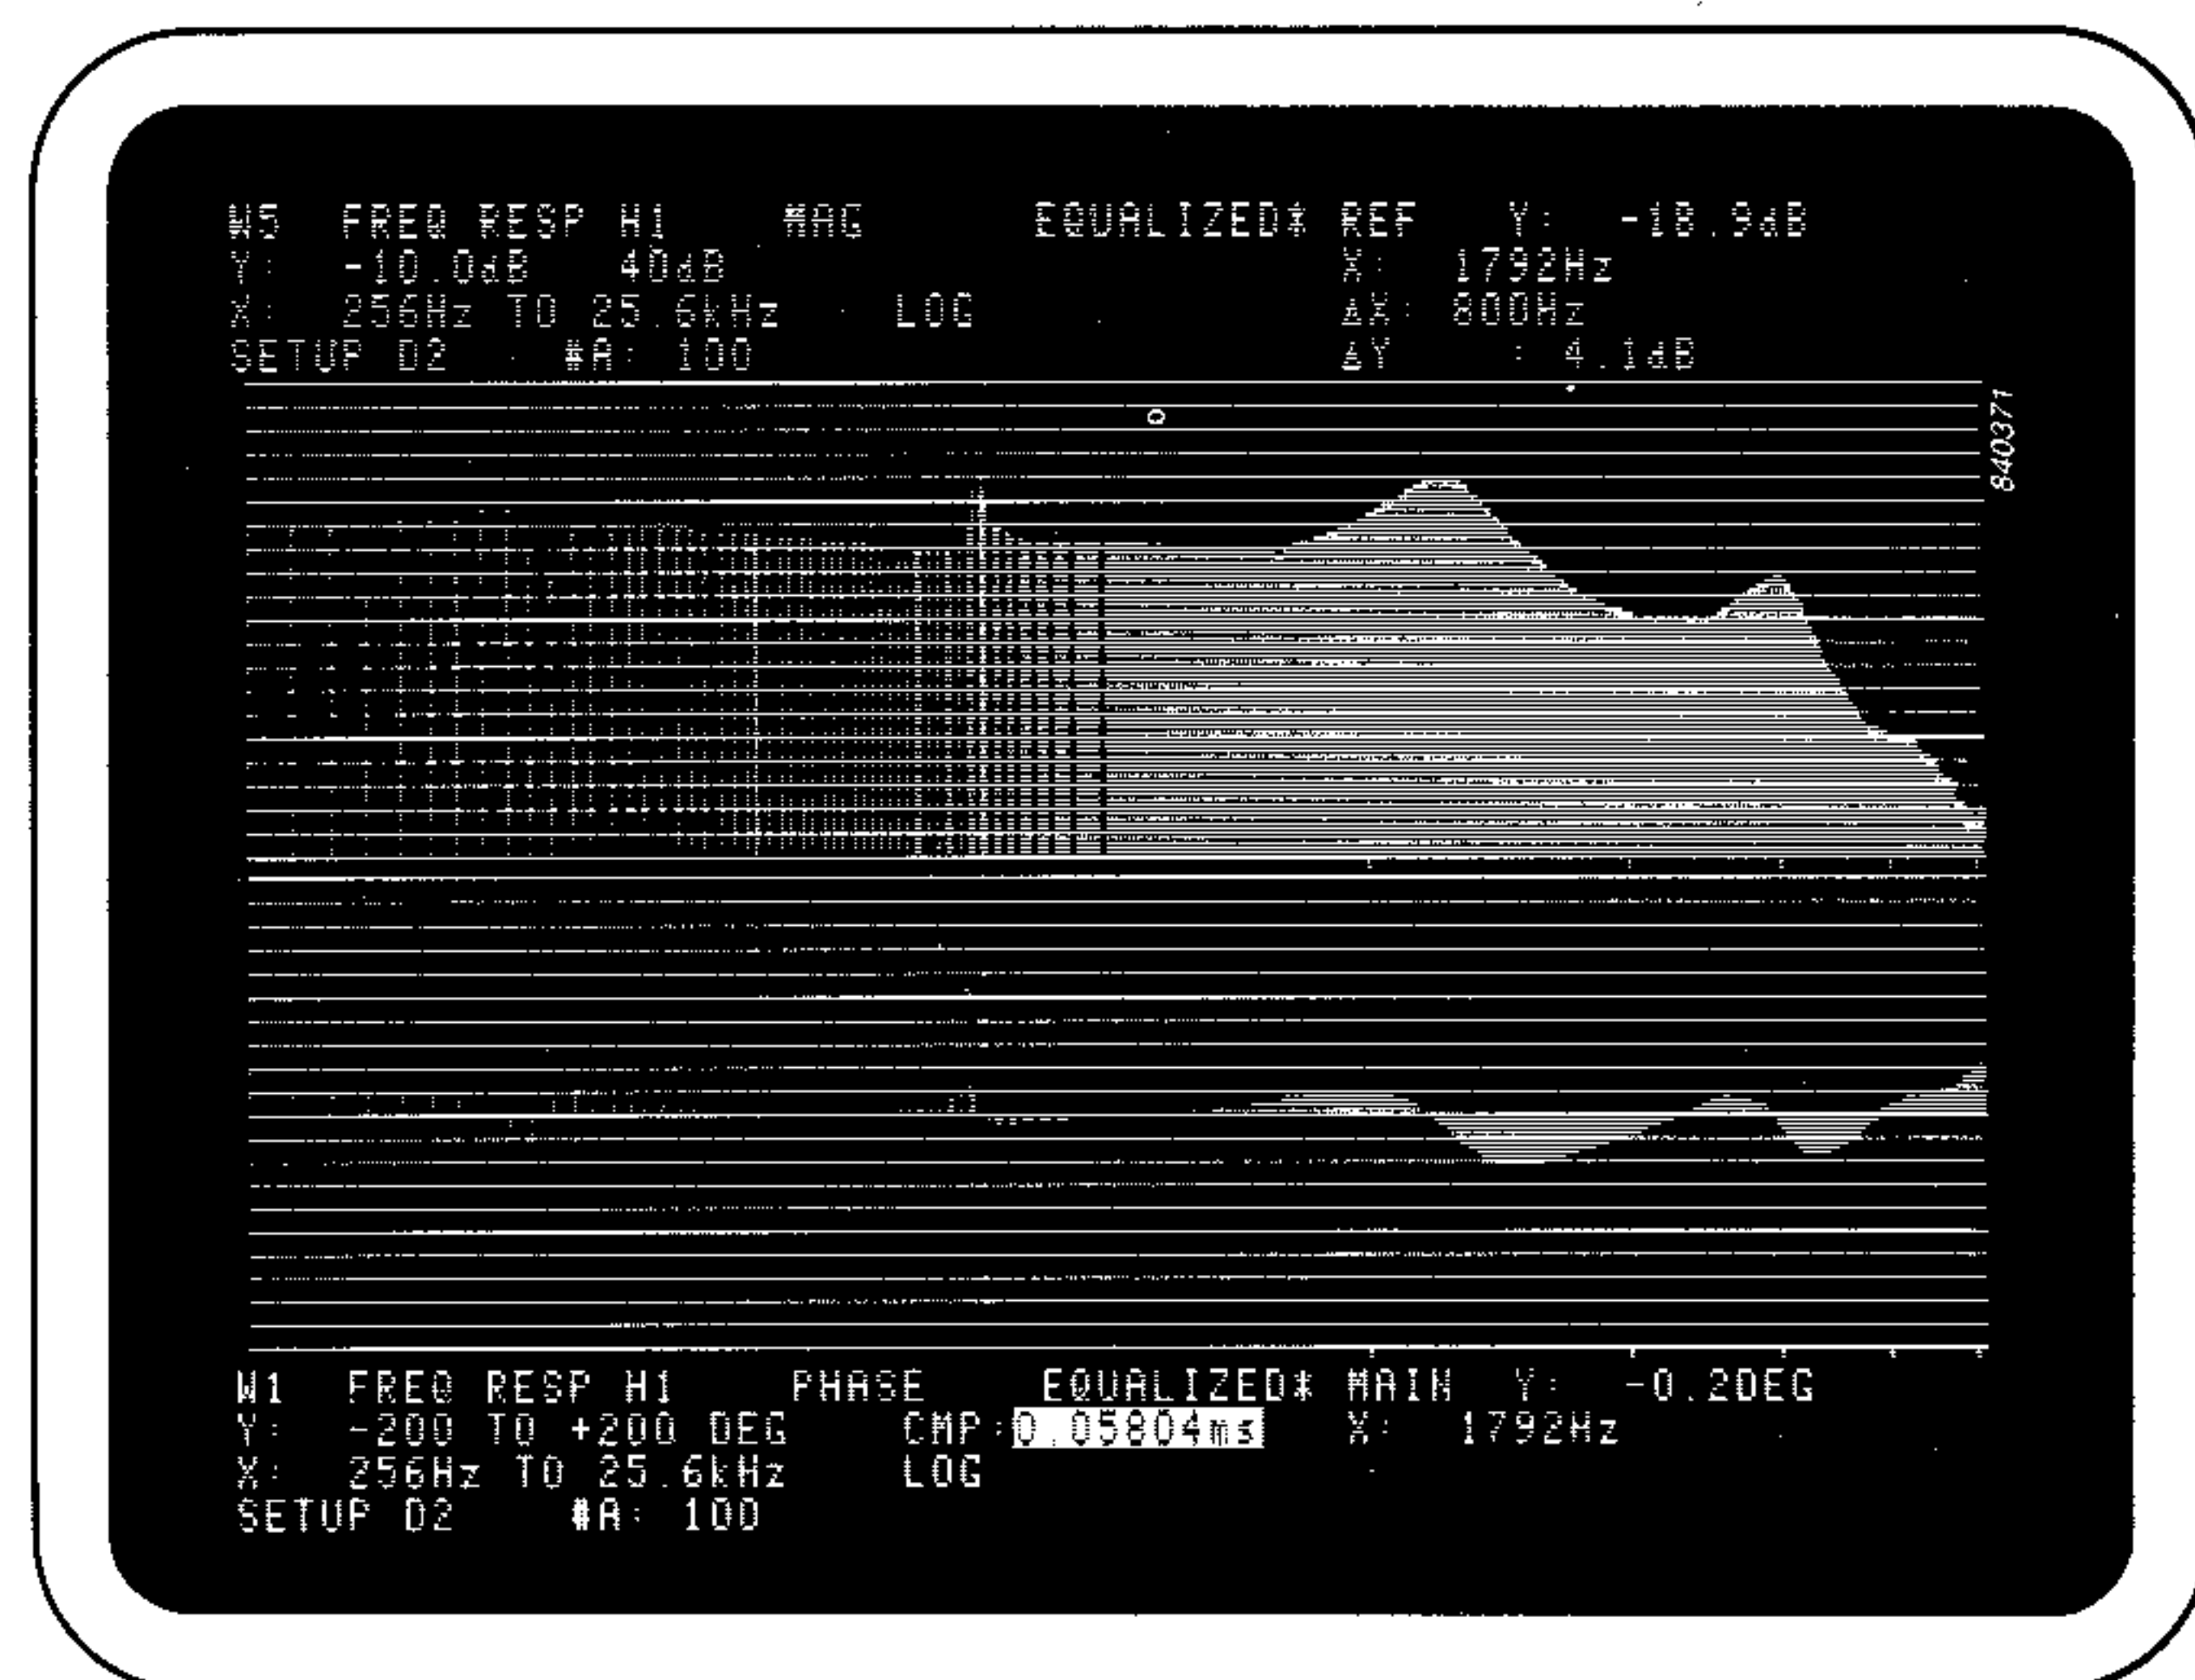 W5 FREQ RESP H1 MAG EQUALIZED* REF Y: -18.9dB
Y: -10.0dB 40dB X: 1792Hz
X: 256Hz TO 25.6kHz LOG ΔX: 800Hz
SETUP D2 #A: 100 ΔY : 4.1dB
840371
W1 FREQ RESP H1 PHASE EQUALIZED* MAIN Y: -0.2DEG
Y: -200 TO +200 DEG CMP:0.05804ms X: 1792Hz
X: 256Hz TO 25.6kHz LOG
SETUP D2 #A: 100